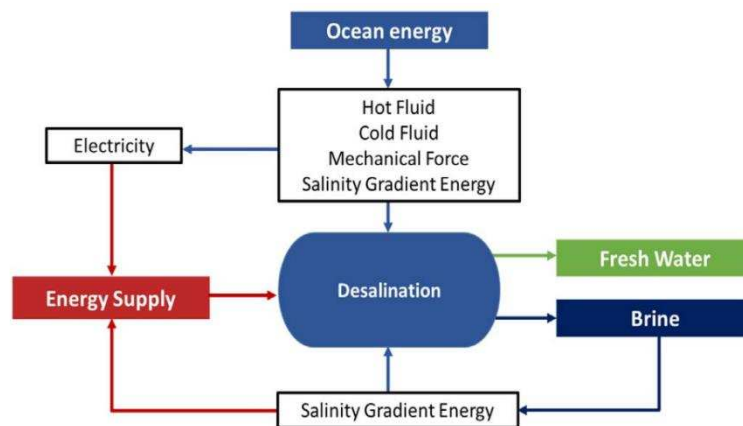 Ocean energy
Hot Fluid
Cold Fluid
Mechanical Force
Salinity Gradient Energy
Electricity
Energy Supply
Desalination
Fresh Water
Brine
Salinity Gradient Energy